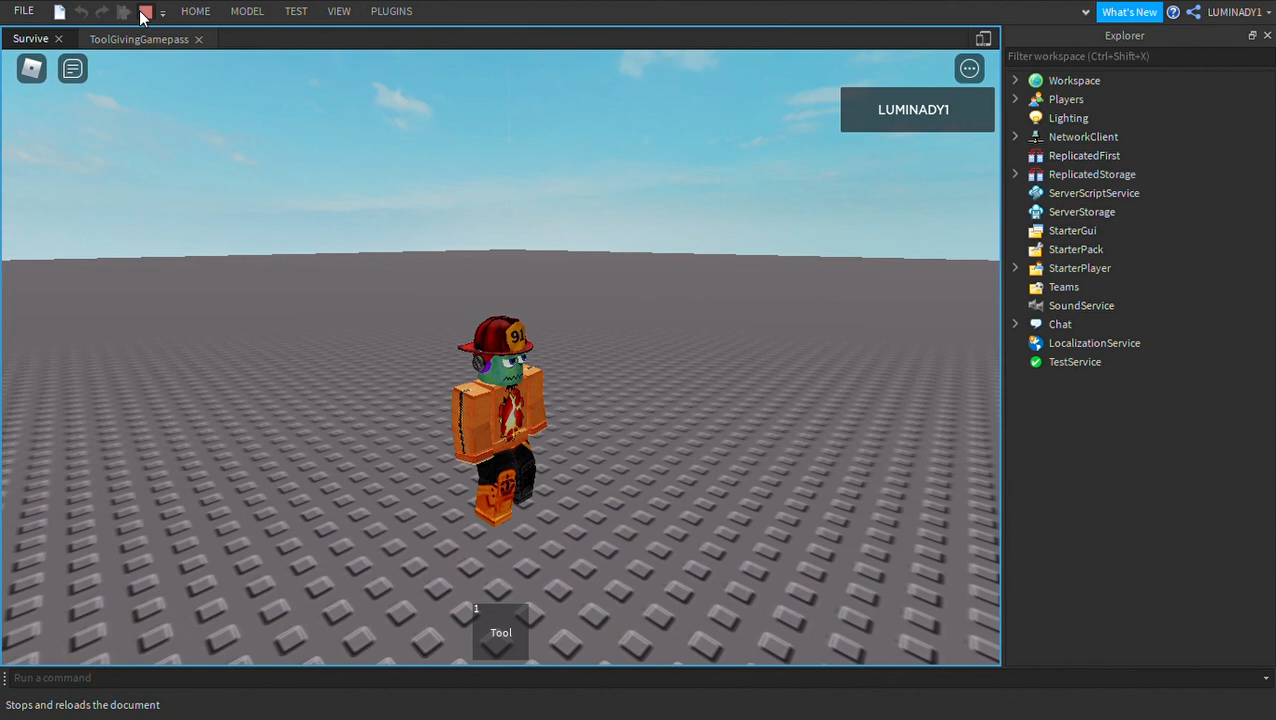 FILE HOME MODEL TEST VIEW PLUGINS What's New LUMINADY1
Survive ToolGivingGamepass
LUMINADY1
91
1
Tool
Explorer
Filter workspace (Ctrl+Shift+X)
Workspace
Players
Lighting
NetworkClient
ReplicatedFirst
ReplicatedStorage
ServerScriptService
ServerStorage
StarterGui
StarterPack
StarterPlayer
Teams
SoundService
Chat
LocalizationService
TestService
Run a command
Stops and reloads the document